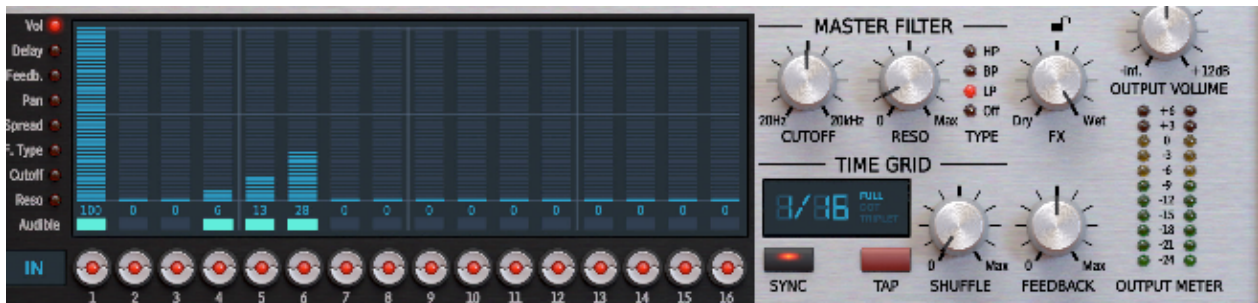 Vol
Delay
Feedb.
Pan
Spread
F. Type
Cutoff
Reso
100 0 0 6 13 28 0 0 0 0 0 0 0 0 0 0
Audible
IN
1 2 3 4 5 6 7 8 9 10 11 12 13 14 15 16
MASTER FILTER
HP
BP
LP
Off
20Hz 20kHz
CUTOFF
0 Max
RESO
TYPE
Dry Wet
FX
-Inf. +12dB
OUTPUT VOLUME
TIME GRID
1/16
FULL
DOT
TRIPLET
SYNC
TAP
0 Max
SHUFFLE
0 Max
FEEDBACK
+6
+3
0
-3
-6
-9
-12
-15
-18
-21
-24
OUTPUT METER